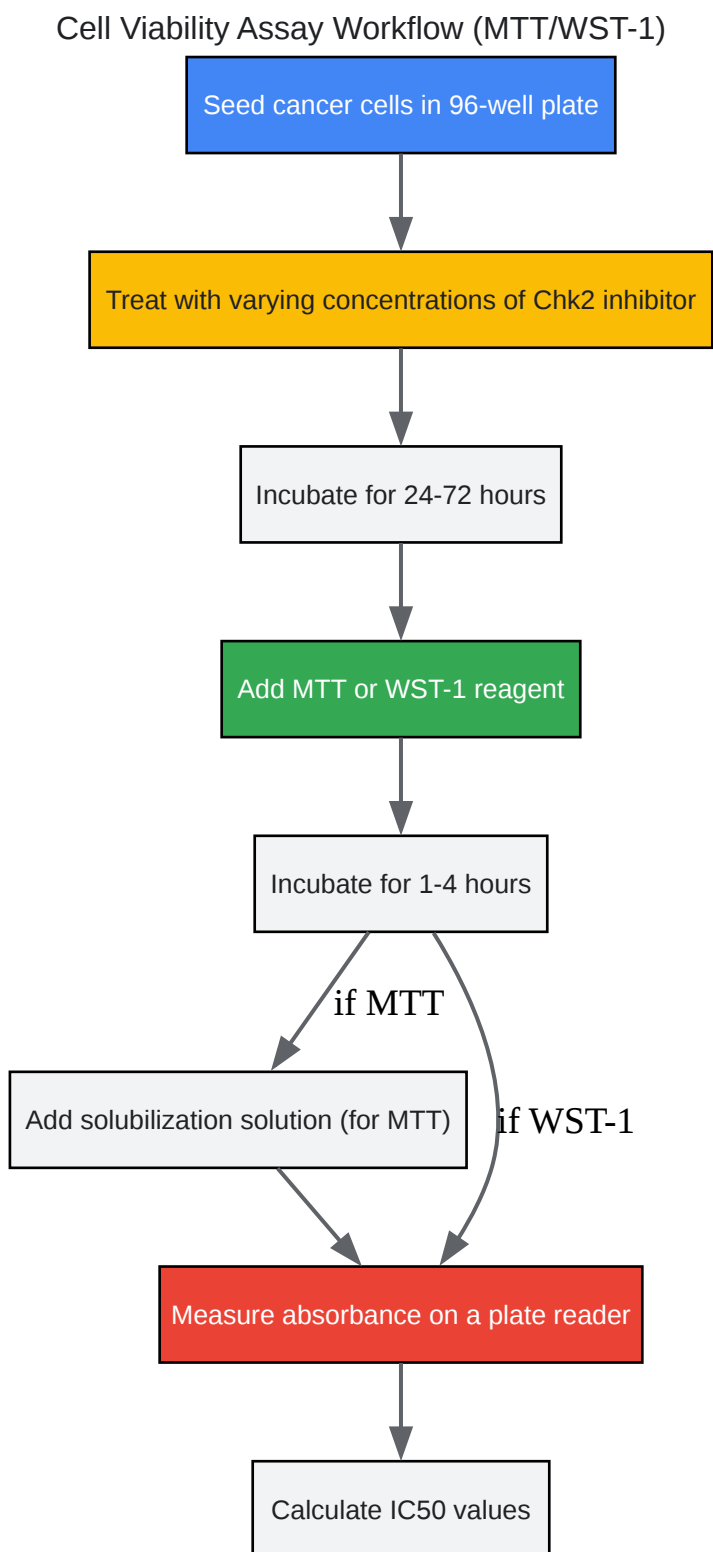 Cell Viability Assay Workflow (MTT/WST-1)
Seed cancer cells in 96-well plate
Treat with varying concentrations of Chk2 inhibitor
Incubate for 24-72 hours
Add MTT or WST-1 reagent
Incubate for 1-4 hours
if MTT
Add solubilization solution (for MTT)
if WST-1
Measure absorbance on a plate reader
Calculate IC50 values